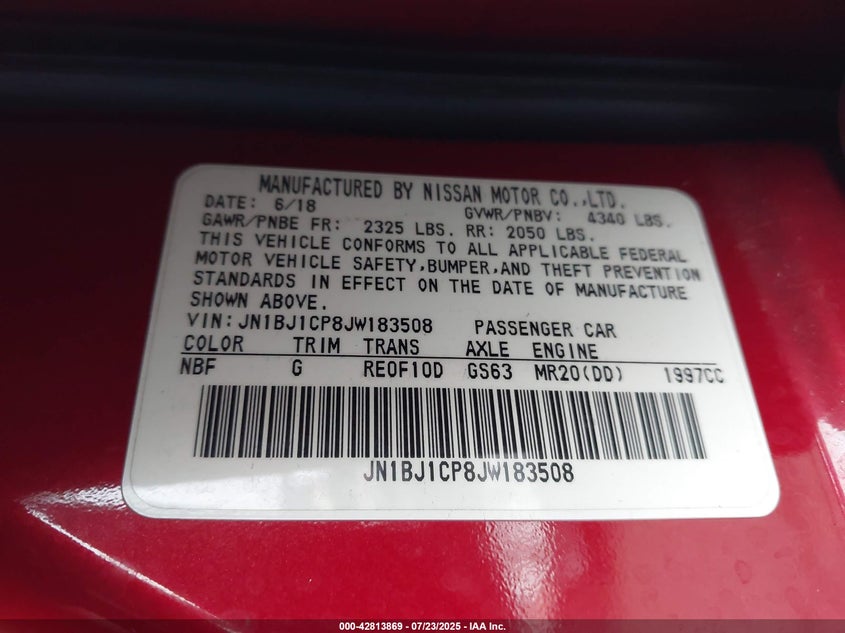 MANUFACTURED BY NISSAN MOTOR CO.,LTD.
DATE: 6/18 GVWR/PNBV: 4340 LBS.
GAWR/PNBE FR: 2325 LBS. RR: 2050 LBS.
THIS VEHICLE CONFORMS TO ALL APPLICABLE FEDERAL
MOTOR VEHICLE SAFETY,BUMPER,AND THEFT PREVENTION
STANDARDS IN EFFECT ON THE DATE OF MANUFACTURE
SHOWN ABOVE.
VIN:JN1BJ1CP8JW183508 PASSENGER CAR
COLOR TRIM TRANS AXLE ENGINE
NBF G RE0F10D GS63 MR20(DD) 1997CC
JN1BJ1CP8JW183508
000-42813869 - 07/23/2025 - IAA Inc.